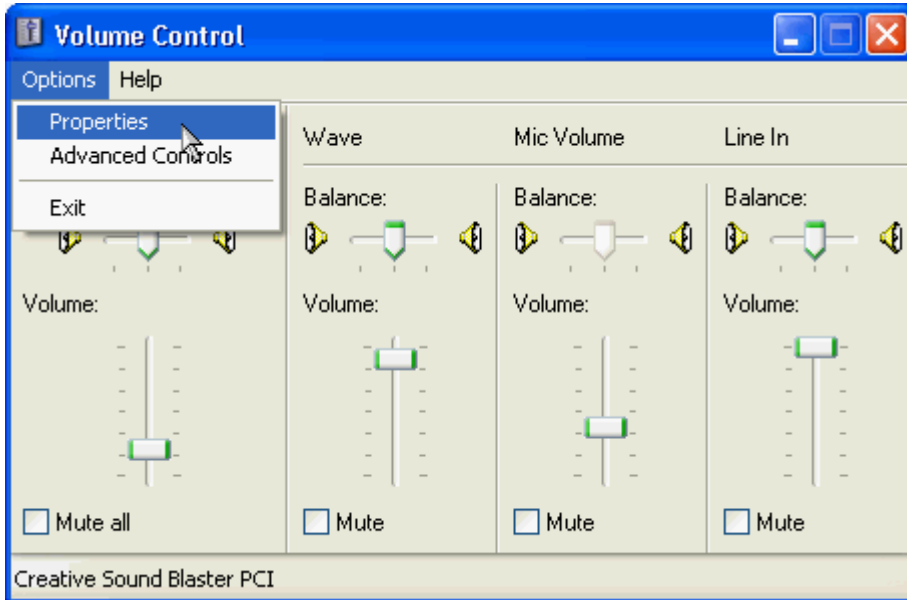 Volume Control
Options Help
Properties
Advanced Controls
Exit
Wave Mic Volume Line In
Balance: Balance: Balance:
Volume: Volume: Volume: Volume:
Mute all Mute Mute Mute
Creative Sound Blaster PCI